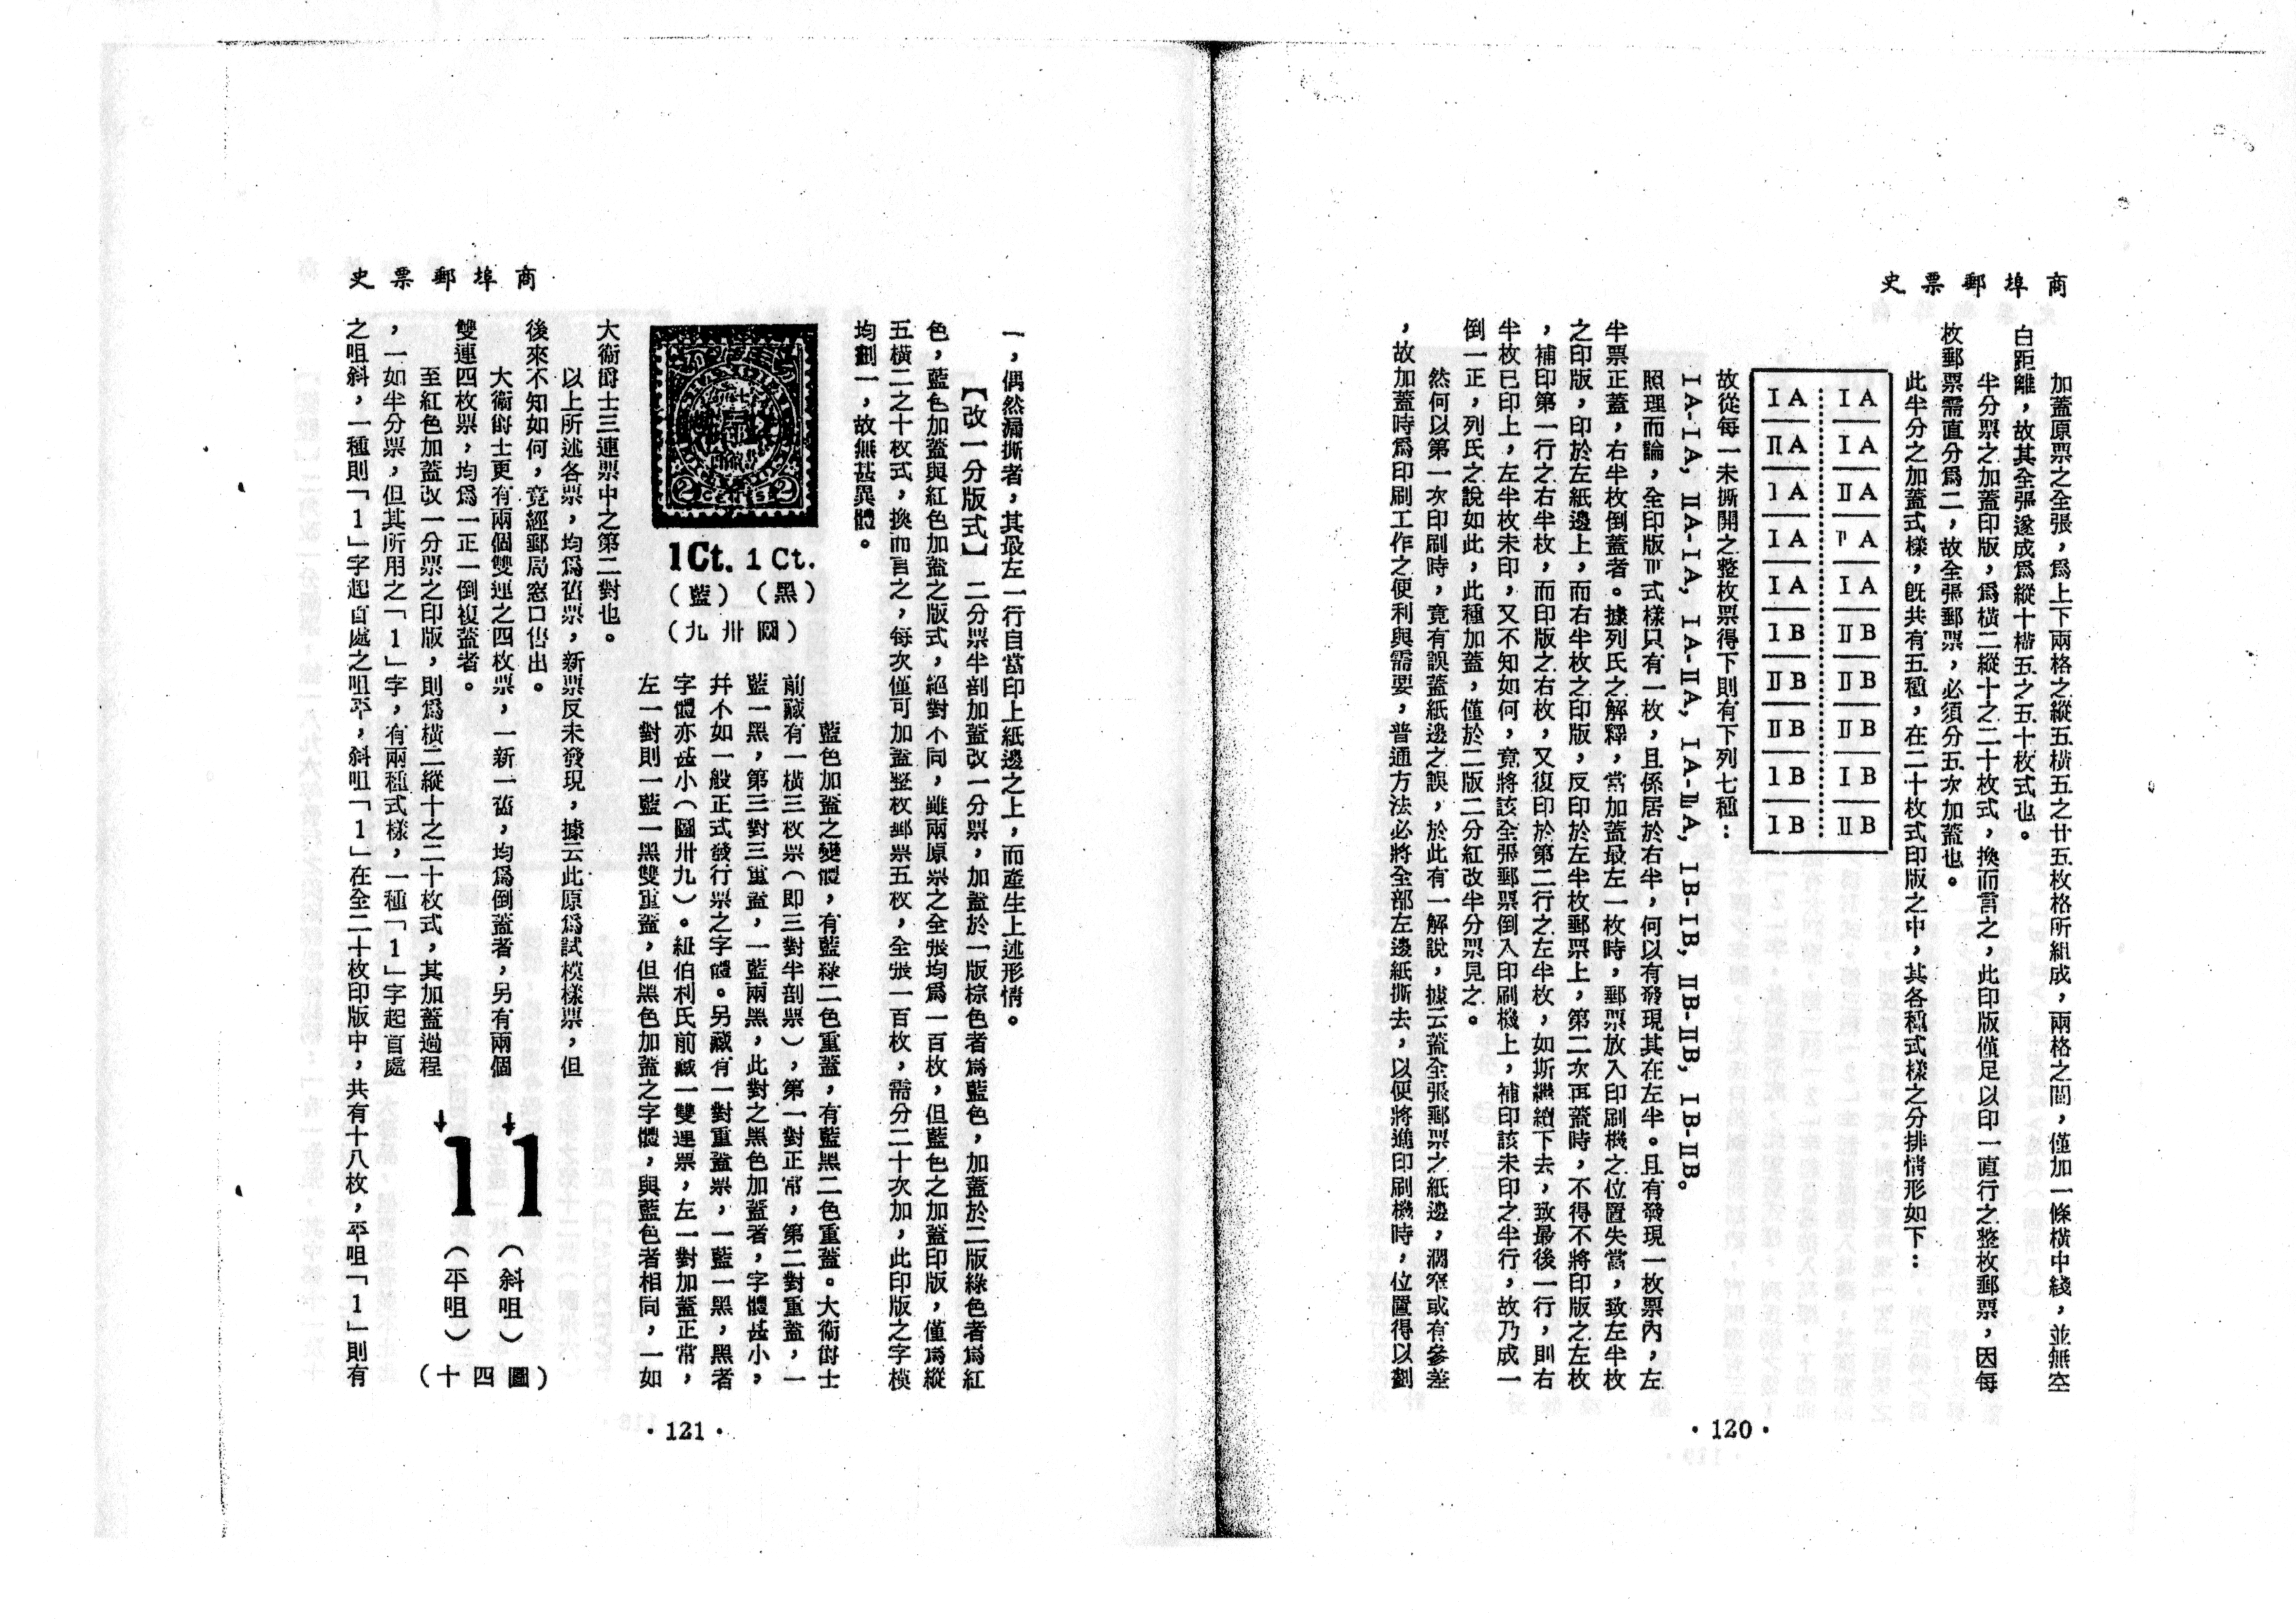 商埠郵票史
加蓋原票之全張，爲上下兩格之縱五橫五之廿五枚格所組成，兩格之間，僅加一條橫中綫，並無空
白距離，故其全張遂成爲縱十橫五之五十枚式也。
半分票之加蓋印版，爲橫二縱十之二十枚式，換而言之，此印版僅足以印一直行之整枚郵票，因每
枚郵票需直分爲二，故全張郵票，必須分五次加蓋也。
此半分之加蓋式樣，既共有五種，在二十枚式印版之中，其各種式樣之分排情形如下：
IA IA
IIA IA
IA IIA
IA A
IA IA
IB IIB
IIB IIB
IIB IIB
IB IB
IB IIB
故從每一未撕開之整枚票得下則有下列七種：
IA-IA, IIA-IA, IA-IIA, IA-IIIA, IB-IB, IIB-IIB, IB-IIB。
照理而論，全印版III式樣只有一枚，且係居於右半，何以有發現其在左半。且有發現一枚票內，左
半票正蓋，右半枚倒蓋者。據列氏之解釋，當加蓋最左一枚時，郵票放入印刷機之位置失當，致左半枚
之印版，印於左紙邊上，而右半枚之印版，反印於左半枚郵票上，第二次再蓋時，不得不將印版之左枚
，補印第一行之右半枚，而印版之右枚，又復印於第二行之左半枚，如斯繼續下去，致最後一行，則右
半枚已印上，左半枚未印，又不知如何，竟將該全張郵票倒入印刷機上，補印該未印之半行，故乃成一
倒一正，列氏之說如此，此種加蓋，僅於二版二分紅改半分票見之。
然何以第一次印刷時，竟有誤蓋紙邊之誤，於此有一解說，據云蓋全張郵票之紙邊，濶窄或有參差
，故加蓋時爲印刷工作之便利與需要，普通方法必將全部左邊紙撕去，以便將進印刷機時，位置得以劃
・120・
商埠郵票史
一，偶然漏撕者，其最左一行自當印上紙邊之上，而產生上述形情。
【改一分版式】 二分票半剖加蓋改一分票，加蓋於一版棕色者爲藍色，加蓋於二版綠色者爲紅
色，藍色加蓋與紅色加蓋之版式，絕對不同，雖兩原票之全張均爲一百枚，但藍色之加蓋印版，僅爲縱
五橫二之十枚式，換而言之，每次僅可加蓋整枚郵票五枚，全張一百枚，需分二十次加，此印版之字模
均劃一，故無甚異體。
1Ct. 1 Ct.
（藍）（黑）
（九卅圖）
藍色加蓋之變體，有藍綠二色重蓋，有藍黑二色重蓋。大衛爵士
前藏有一橫三枚票（即三對半剖票），第一對正常，第二對重蓋，一
藍一黑，第三對三重蓋，一藍兩黑，此對之黑色加蓋者，字體甚小，
幷不如一般正式發行票之字體。另藏有一對重蓋票，一藍一黑，黑者
字體亦甚小（圖卅九）。紐伯利氏前藏一雙連票，左一對加蓋正常，
左一對則一藍一黑雙重蓋，但黑色加蓋之字體，與藍色者相同，一如
大衛爵士三連票中之第二對也。
以上所述各票，均爲舊票，新票反未發現，據云此原爲試模樣票，但
後來不知如何，竟經郵局窓口售出。
大衛爵士更有兩個雙連之四枚票，一新一舊，均爲倒蓋者，另有兩個
雙連四枚票，均爲一正一倒複蓋者。
至紅色加蓋改一分票之印版，則爲橫二縱十之二十枚式，其加蓋過程
，一如半分票，但其所用之「1」字，有兩種式樣，一種「1」字起首處
之咀斜，一種則「1」字起首處之咀平，斜咀「1」在全二十枚印版中，共有十八枚，平咀「1」則有
1 1
（斜咀）
（平咀）
（十四圖）
・121・